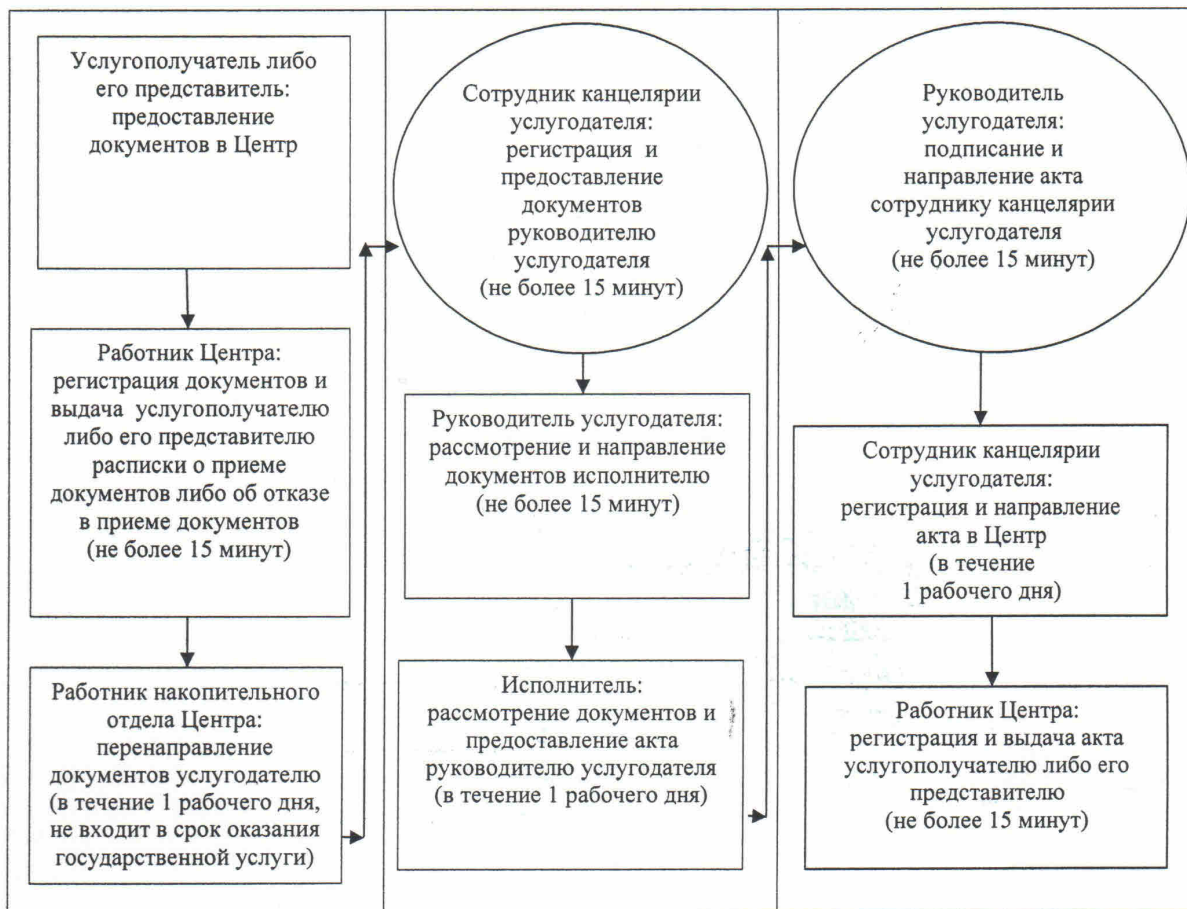 Услугополучатель либо
его представитель:
предоставление
документов в Центр
Работник Центра:
регистрация документов и
выдача услугополучателю
либо его представителю
расписки о приеме
документов либо об отказе
в приеме документов
(не более 15 минут)
Работник накопительного
отдела Центра:
перенаправление
документов услугодателю
(в течение 1 рабочего дня,
не входит в срок оказания
государственной услуги)
Сотрудник канцелярии
услугодателя:
регистрация и
предоставление
документов
руководителю
услугодателя
(не более 15 минут)
Руководитель услугодателя:
рассмотрение и направление
документов исполнителю
(не более 15 минут)
Исполнитель:
рассмотрение документов и
предоставление акта
руководителю услугодателя
(в течение 1 рабочего дня)
Руководитель
услугодателя:
подписание и
направление акта
сотруднику канцелярии
услугодателя
(не более 15 минут)
Сотрудник канцелярии
услугодателя:
регистрация и направление
акта в Центр
(в течение
1 рабочего дня)
Работник Центра:
регистрация и выдача акта
услугополучателю либо его
представителю
(не более 15 минут)